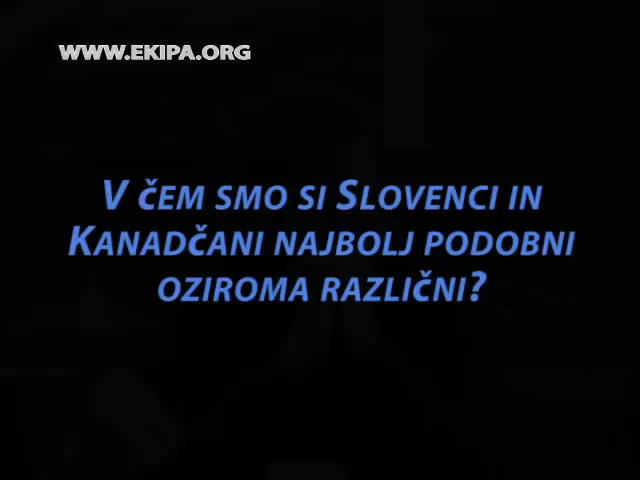 WWW.EKIPA.ORG
V ČEM SMO SI SLOVENCI IN
KANADČANI NAJBOLJ PODOBNI
OZIROMA RAZLIČNI?